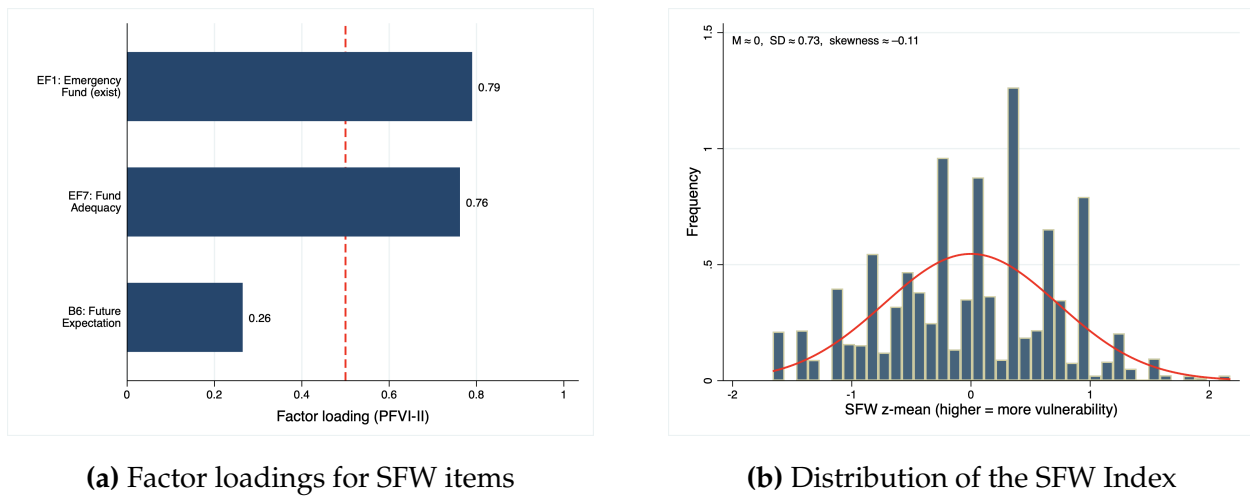 EF1: Emergency
Fund (exist)
0.79
EF7: Fund
Adequacy
0.76
B6: Future
Expectation
0.26
0
0.2
0.4
0.6
0.8
1
Factor loading (PFVI-II)
(a) Factor loadings for SFW items
M ≈ 0, SD ≈ 0.73, skewness ≈ −0.11
Frequency
1.5
1
.5
0
-2
-1
0
1
2
SFW z-mean (higher = more vulnerability)
(b) Distribution of the SFW Index